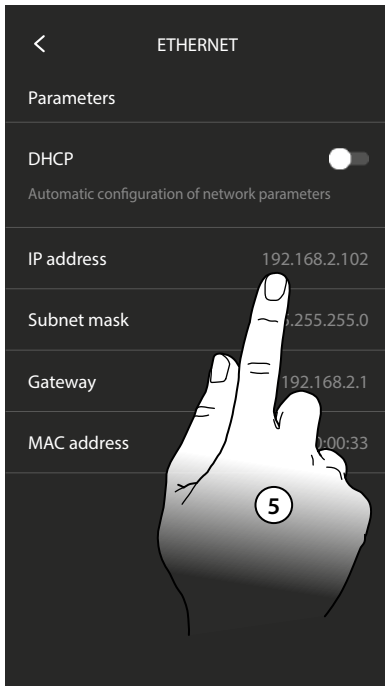 ETHERNET
Parameters
DHCP
Automatic configuration of network parameters
IP address 192.168.2.102
Subnet mask .255.255.0
Gateway 192.168.2.1
MAC address :00:33
5